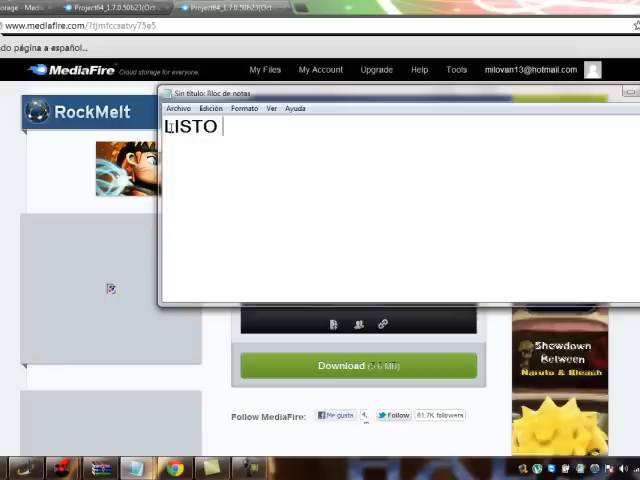 Project64_1.7.0.50b23(Oct
Project64_1.7.0.50b23(Oct
www.mediafire.com/?7tjmfccaatvy75e5
do página a español...
MediaFire Cloud storage for everyone.
My Files My Account Upgrade Help Tools milovan13@hotmail.com
Sin título: Bloc de notas
Archivo Edición Formato Ver Ayuda
RockMelt
LISTO
Download
Showdown
Between
Naruto & Bleach
Follow MediaFire: Me gusta Follow 61.7K followers